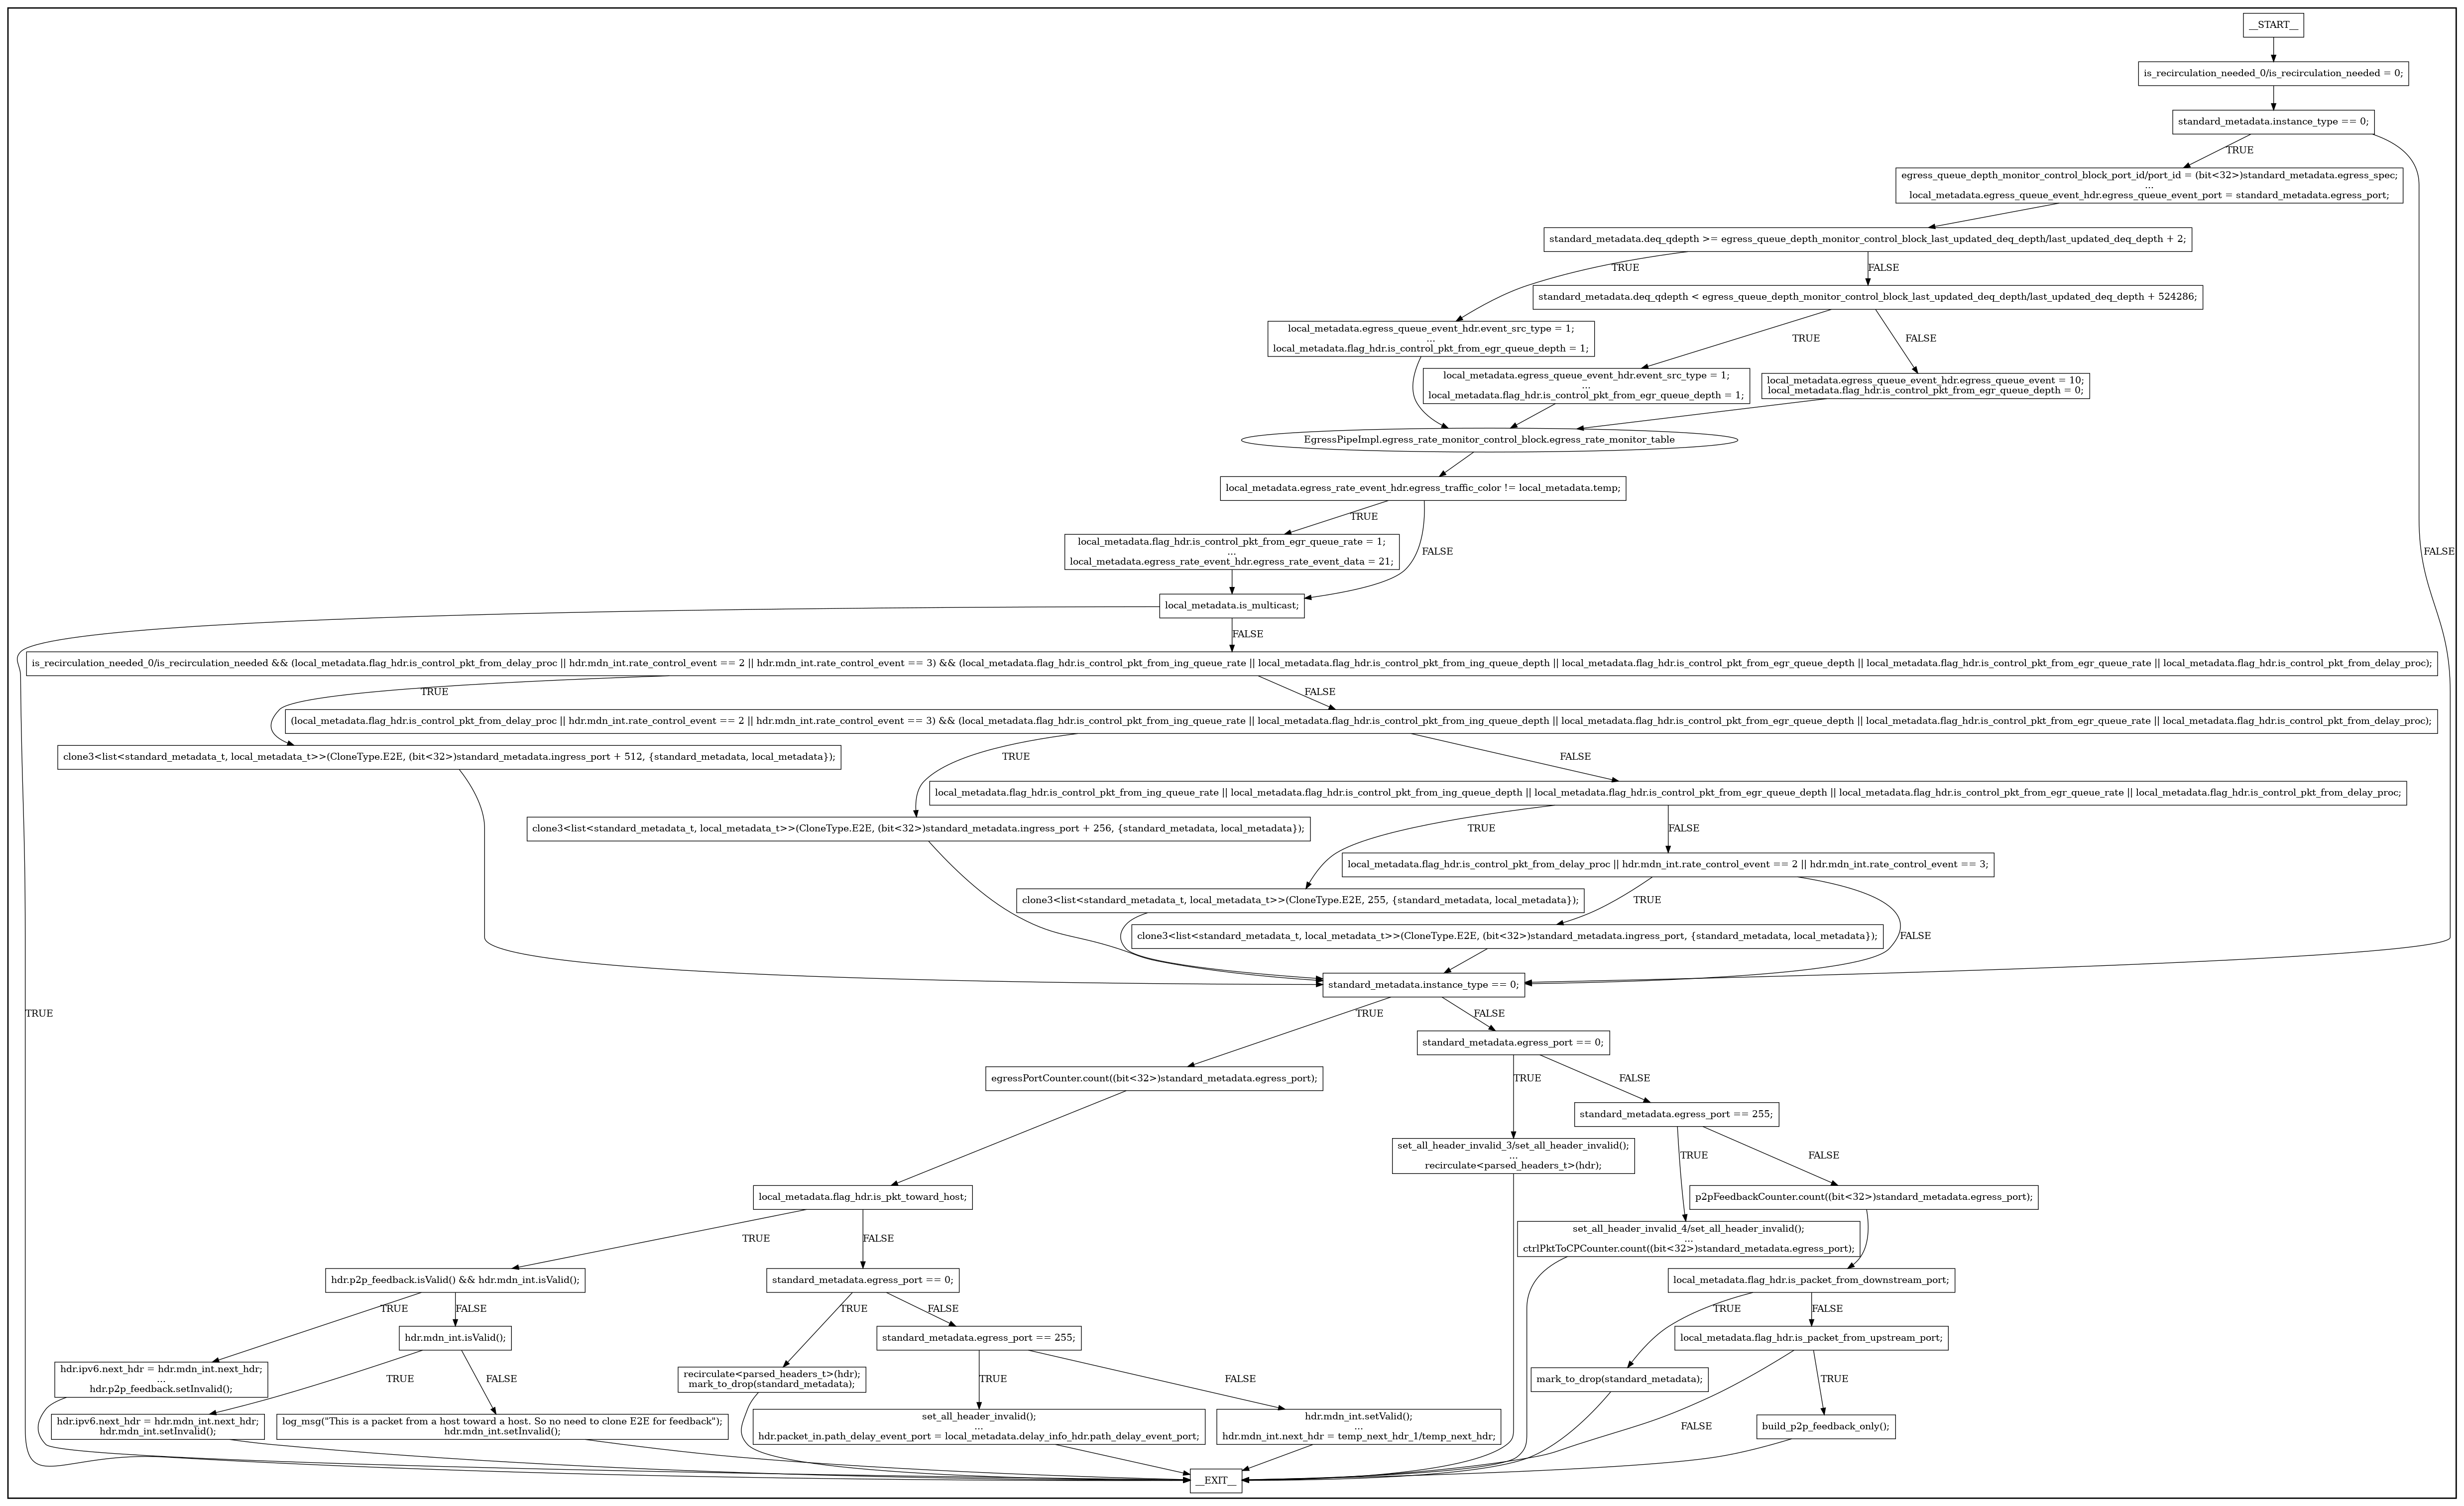 __START__
is_recirculation_needed_0/is_recirculation_needed = 0;
standard_metadata.instance_type == 0;
TRUE
egress_queue_depth_monitor_control_block_port_id/port_id = (bit<32>)standard_metadata.egress_spec;
...
local_metadata.egress_queue_event_hdr.egress_queue_event_port = standard_metadata.egress_port;
standard_metadata.deq_qdepth >= egress_queue_depth_monitor_control_block_last_updated_deq_depth/last_updated_deq_depth + 2;
TRUE
FALSE
standard_metadata.deq_qdepth < egress_queue_depth_monitor_control_block_last_updated_deq_depth/last_updated_deq_depth + 524286;
local_metadata.egress_queue_event_hdr.event_src_type = 1;
...
local_metadata.flag_hdr.is_control_pkt_from_egr_queue_depth = 1;
TRUE
FALSE
local_metadata.egress_queue_event_hdr.event_src_type = 1;
...
local_metadata.flag_hdr.is_control_pkt_from_egr_queue_depth = 1;
local_metadata.egress_queue_event_hdr.egress_queue_event = 10;
local_metadata.flag_hdr.is_control_pkt_from_egr_queue_depth = 0;
EgressPipeImpl.egress_rate_monitor_control_block.egress_rate_monitor_table
local_metadata.egress_rate_event_hdr.egress_traffic_color != local_metadata.temp;
TRUE
local_metadata.flag_hdr.is_control_pkt_from_egr_queue_rate = 1;
...
local_metadata.egress_rate_event_hdr.egress_rate_event_data = 21;
FALSE
FALSE
local_metadata.is_multicast;
FALSE
is_recirculation_needed_0/is_recirculation_needed && (local_metadata.flag_hdr.is_control_pkt_from_delay_proc || hdr.mdn_int.rate_control_event == 2 || hdr.mdn_int.rate_control_event == 3) && (local_metadata.flag_hdr.is_control_pkt_from_ing_queue_rate || local_metadata.flag_hdr.is_control_pkt_from_ing_queue_depth || local_metadata.flag_hdr.is_control_pkt_from_egr_queue_depth || local_metadata.flag_hdr.is_control_pkt_from_egr_queue_rate || local_metadata.flag_hdr.is_control_pkt_from_delay_proc);
TRUE
FALSE
(local_metadata.flag_hdr.is_control_pkt_from_delay_proc || hdr.mdn_int.rate_control_event == 2 || hdr.mdn_int.rate_control_event == 3) && (local_metadata.flag_hdr.is_control_pkt_from_ing_queue_rate || local_metadata.flag_hdr.is_control_pkt_from_ing_queue_depth || local_metadata.flag_hdr.is_control_pkt_from_egr_queue_depth || local_metadata.flag_hdr.is_control_pkt_from_egr_queue_rate || local_metadata.flag_hdr.is_control_pkt_from_delay_proc);
clone3<list<standard_metadata_t, local_metadata_t>>(CloneType.E2E, (bit<32>)standard_metadata.ingress_port + 512, {standard_metadata, local_metadata});
TRUE
FALSE
local_metadata.flag_hdr.is_control_pkt_from_ing_queue_rate || local_metadata.flag_hdr.is_control_pkt_from_ing_queue_depth || local_metadata.flag_hdr.is_control_pkt_from_egr_queue_depth || local_metadata.flag_hdr.is_control_pkt_from_egr_queue_rate || local_metadata.flag_hdr.is_control_pkt_from_delay_proc;
clone3<list<standard_metadata_t, local_metadata_t>>(CloneType.E2E, (bit<32>)standard_metadata.ingress_port + 256, {standard_metadata, local_metadata});
TRUE
FALSE
local_metadata.flag_hdr.is_control_pkt_from_delay_proc || hdr.mdn_int.rate_control_event == 2 || hdr.mdn_int.rate_control_event == 3;
clone3<list<standard_metadata_t, local_metadata_t>>(CloneType.E2E, 255, {standard_metadata, local_metadata});
TRUE
clone3<list<standard_metadata_t, local_metadata_t>>(CloneType.E2E, (bit<32>)standard_metadata.ingress_port, {standard_metadata, local_metadata});
FALSE
standard_metadata.instance_type == 0;
TRUE
TRUE
FALSE
standard_metadata.egress_port == 0;
egressPortCounter.count((bit<32>)standard_metadata.egress_port);
TRUE
FALSE
standard_metadata.egress_port == 255;
set_all_header_invalid_3/set_all_header_invalid();
...
recirculate<parsed_headers_t>(hdr);
TRUE
FALSE
local_metadata.flag_hdr.is_pkt_toward_host;
p2pFeedbackCounter.count((bit<32>)standard_metadata.egress_port);
TRUE
FALSE
set_all_header_invalid_4/set_all_header_invalid();
...
ctrlPktToCPCounter.count((bit<32>)standard_metadata.egress_port);
hdr.p2p_feedback.isValid() && hdr.mdn_int.isValid();
standard_metadata.egress_port == 0;
local_metadata.flag_hdr.is_packet_from_downstream_port;
TRUE
FALSE
TRUE
FALSE
TRUE
FALSE
hdr.mdn_int.isValid();
standard_metadata.egress_port == 255;
local_metadata.flag_hdr.is_packet_from_upstream_port;
hdr.ipv6.next_hdr = hdr.mdn_int.next_hdr;
...
hdr.p2p_feedback.setInvalid();
TRUE
FALSE
recirculate<parsed_headers_t>(hdr);
mark_to_drop(standard_metadata);
TRUE
FALSE
mark_to_drop(standard_metadata);
TRUE
hdr.ipv6.next_hdr = hdr.mdn_int.next_hdr;
hdr.mdn_int.setInvalid();
log_msg("This is a packet from a host toward a host. So no need to clone E2E for feedback");
hdr.mdn_int.setInvalid();
set_all_header_invalid();
...
hdr.packet_in.path_delay_event_port = local_metadata.delay_info_hdr.path_delay_event_port;
hdr.mdn_int.setValid();
...
hdr.mdn_int.next_hdr = temp_next_hdr_1/temp_next_hdr;
FALSE
build_p2p_feedback_only();
__EXIT__